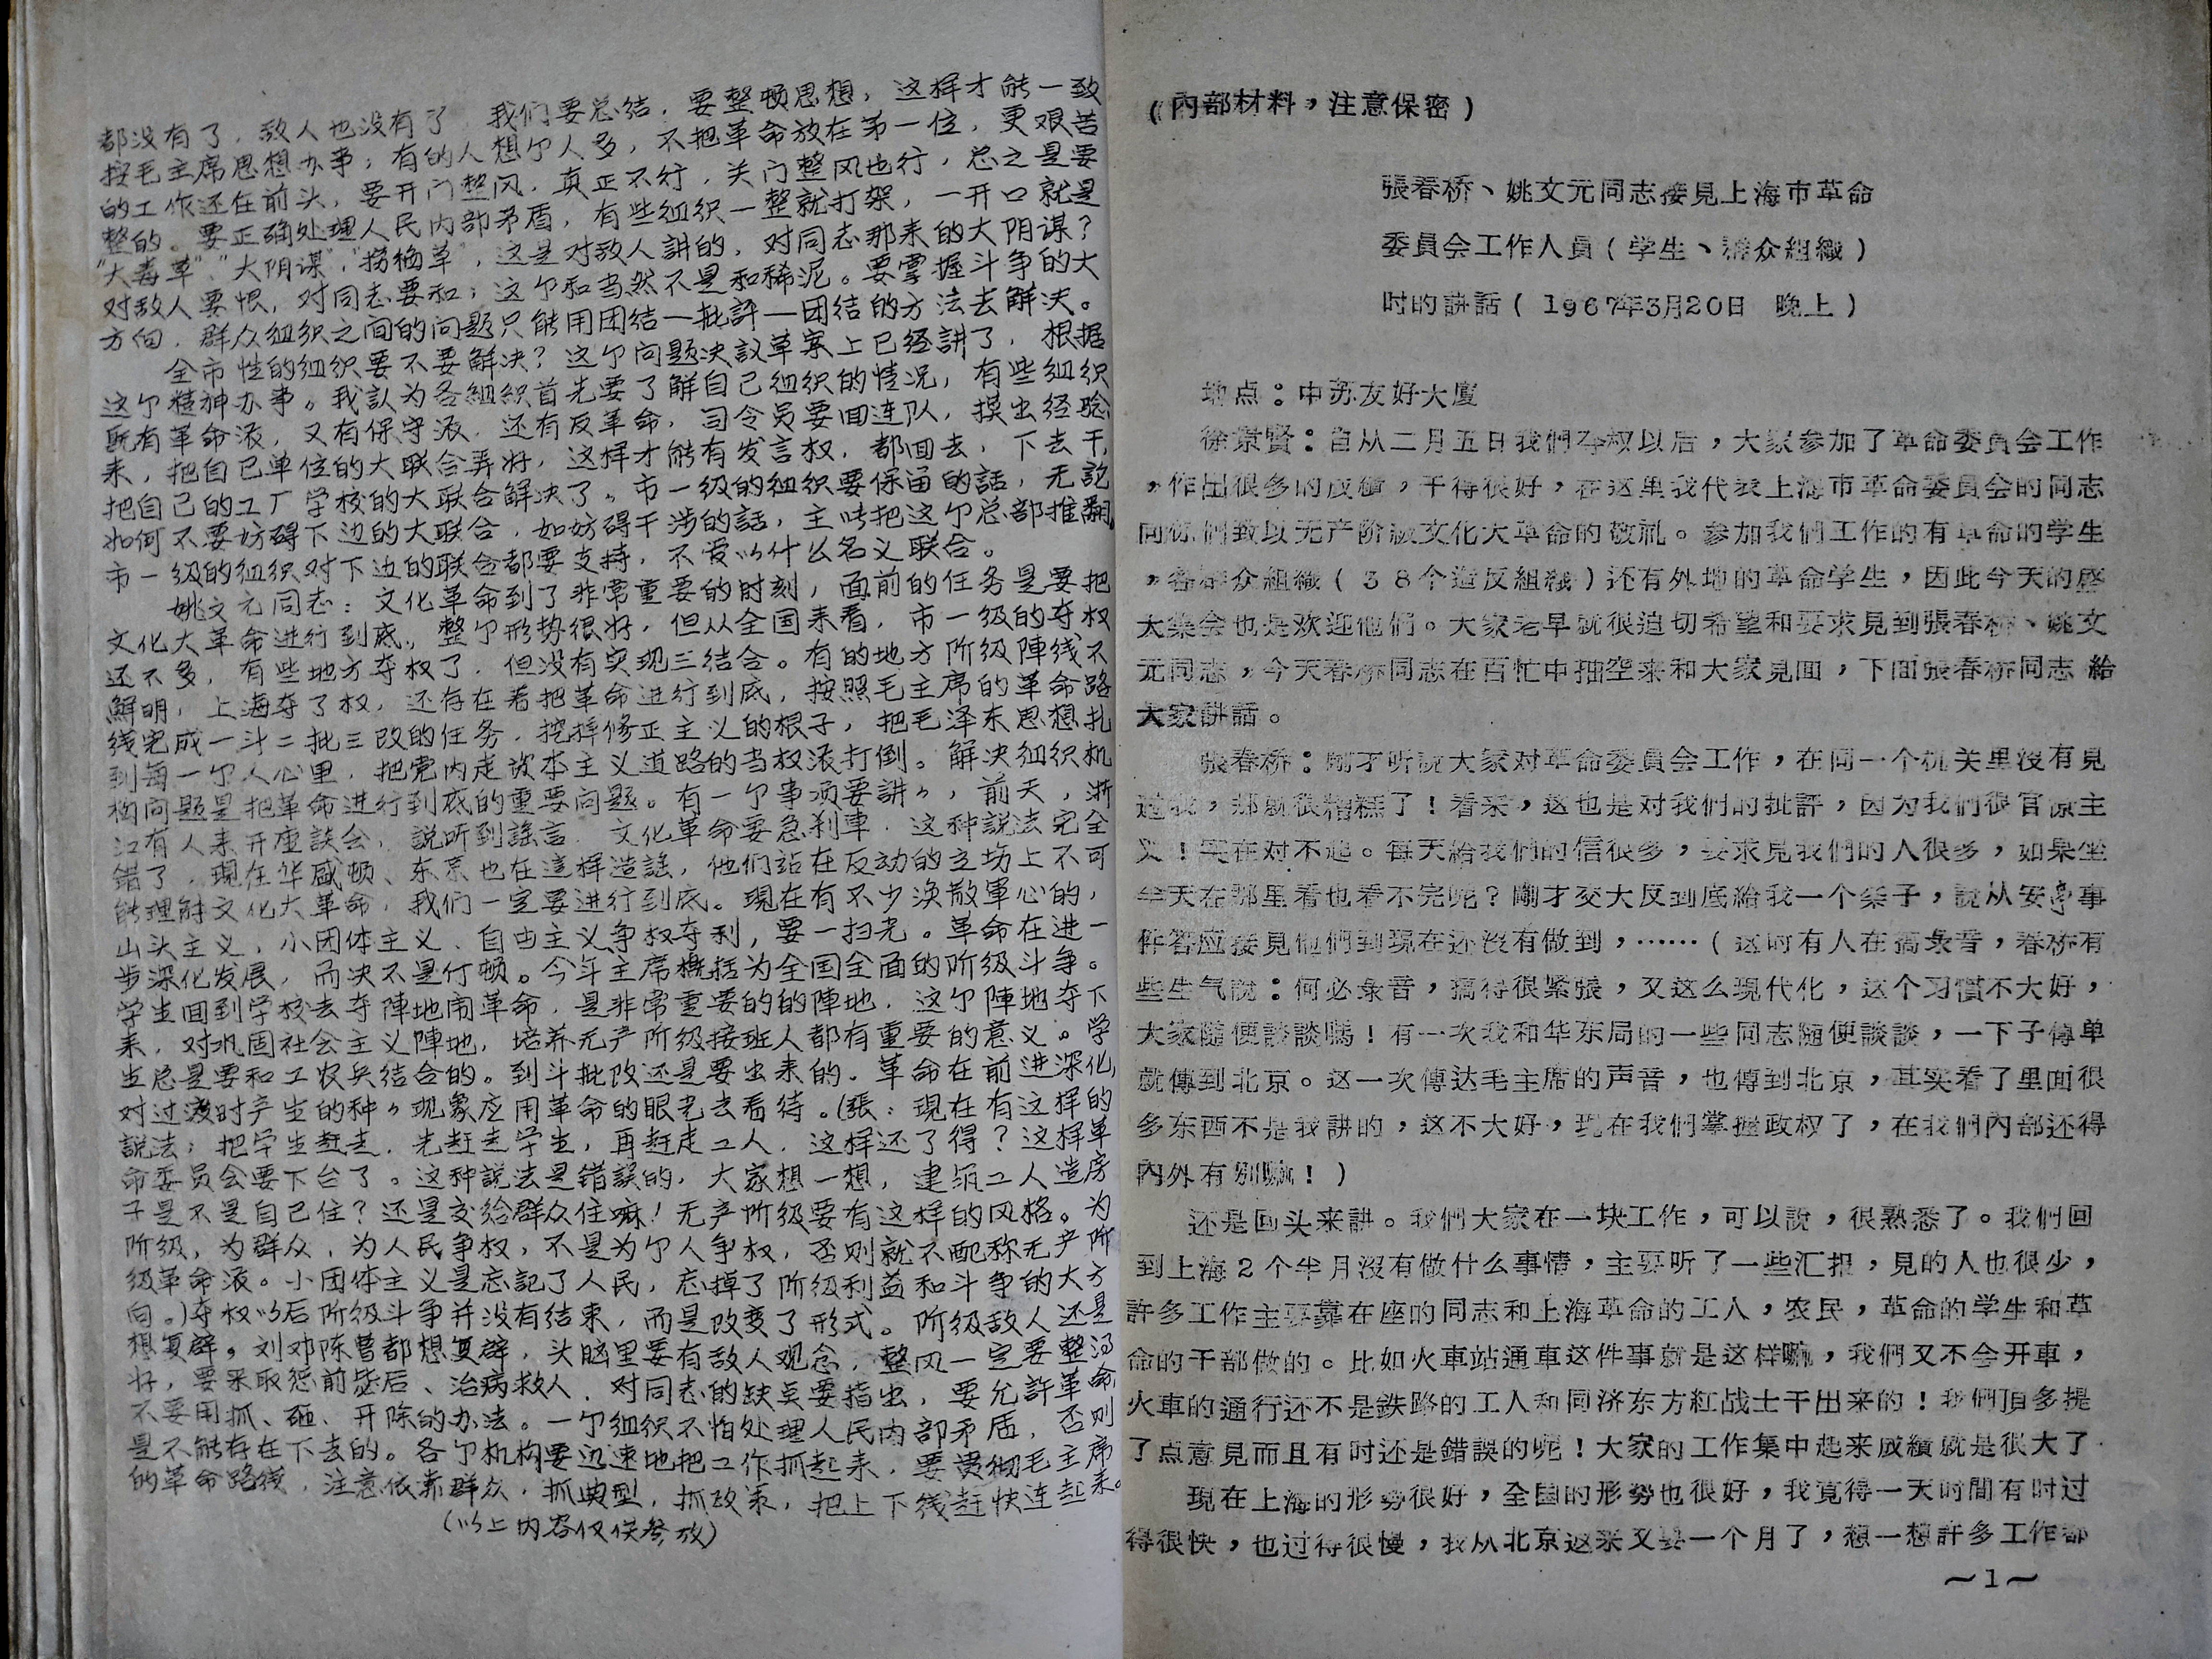 都没有了，敌人也没有了。我们要总结，要整顿思想，这样才能一致
按毛主席思想办事；有的人想个人多，不把革命放在第一位，更艰苦
的工作还在前头，要开门整风，真正不行，关门整风也行，总之是要
整的。要正确处理人民内部矛盾，有些组织一整就打架，一开口就是
“大毒草”，“大阴谋”，“捞稻草”，这是对敌人讲的，对同志那来的大阴谋？
对敌人要恨，对同志要和；这个和当然不是和稀泥。要掌握斗争的大
方向，群众组织之间的问题只能用团结—批評—团结的方法去解决。
全市性的组织要不要解决？这个问题决議草案上已经講了，根据
这个精神办事。我認为各組织首先要了解自己组织的情况，有些组织
既有革命派，又有保守派，还有反革命，司令员要回连队，摸出经验
来，把自己单位的大联合弄好，这样才能有发言权，都回去，下去干，
把自己的工厂学校的大联合解决了。市一级的组织要保留的話，无論
如何不要妨碍下边的大联合，如妨碍干涉的話，主吃把这个总部推翻，
市一级的组织对下边的联合都要支持，不管以什么名义联合。
姚文元同志：文化革命到了非常重要的时刻，面前的任务是要把
文化大革命进行到底，整个形势很好，但从全国来看，市一级的夺权
还不多，有些地方夺权了，但没有实现三结合。有的地方阶级陣线不
鮮明，上海夺了权，还存在着把革命进行到底，按照毛主席的革命路
线完成一斗二批三改的任务，挖掉修正主义的根子，把毛泽东思想扎
到每一个人心里，把党内走资本主义道路的当权派打倒。解决组织机
构问题是把革命进行到底的重要问题。有一个事须要講々，前天，浙
江有人来开座談会，説听到謡言，文化革命要急刹車，这种説法完全
錯了，現在华盛顿、东京也在這样造謡，他们站在反动的立场上不可
能理解文化大革命，我们一定要进行到底。現在有不少渙散軍心的，
山头主义，小团体主义、自由主义争权夺利，要一扫光。革命在进一
步深化发展，而决不是停顿。今年主席概括为全国全面的阶级斗争。
学生回到学校去夺陣地闹革命，是非常重要的的陣地，这个陣地夺下
来，对巩固社会主义陣地，培养无产阶级接班人都有重要的意义。学
生总是要和工农兵结合的。到斗批改还是要出来的。革命在前进深化，
对过渡时产生的种々现象应用革命的眼光去看待。（張：現在有这样的
說法：把学生赶走，先赶走学生，再赶走工人，这样还了得？这样革
命委员会要下台了。这种説法是錯誤的，大家想一想，建筑工人造房
子是不是自己住？还是交给群众住嘛！无产阶级要有这样的风格。为
阶级，为群众，为人民争权，不是为个人争权，否则就不配称无产阶
级革命派。小团体主义是忘記了人民，忘掉了阶级利益和斗争的大方
向。）夺权以后阶级斗争并没有结束，而是改变了形式。阶级敌人还是
想复辟。刘邓陈曹都想复辟，头脑里要有敌人观念，整风一定要整
好，要采取惩前毖后、治病救人，对同志的缺点要指出，要允許革命，
不要用抓、砸、开除的办法。一个组织不怕处理人民内部矛盾，否则
是不能存在下去的。各个机构要迅速地把工作抓起来，要贯彻毛主席
的革命路线，注意依靠群众，抓典型，抓政策，把上下线赶快连起来。
（以上内容仅供参攷）
（內部材料，注意保密）
張春桥、姚文元同志接見上海市革命
委員会工作人員（学生、群众組織）
时的讲話（1967年3月20日 晚上）
地点：中苏友好大廈
徐景賢：自从二月五日我們夺权以后，大家参加了革命委員会工作
，作出很多的成績，干得很好，在这里我代表上海市革命委員会的同志
向你們致以无产阶級文化大革命的敬礼。参加我們工作的有革命的学生
，各群众組織（38个造反組織）还有外地的革命学生，因此今天的盛
大集会也是欢迎他們。大家老早就很迫切希望和要求見到張春桥、姚文
元同志，今天春桥同志在百忙中抽空来和大家見面，下面張春桥同志給
大家讲話。
張春桥：刚才听說大家对革命委員会工作，在同一个机关里沒有見
过我，那就很糟糕了！看来，这也是对我們的批評，因为我們很官僚主
义！实在对不起。每天給我們的信很多，要求見我們的人很多，如果坐
半天在那里看也看不完呢？刚才交大反到底給我一个条子，說从安亭事
件答应接見他們到現在还沒有做到，……（这时有人在搞录音，春桥有
些生气說：何必录音，搞得很紧張，又这么现代化，这个习慣不大好，
大家随便談談嗎！有一次我和华东局的一些同志随便談談，一下子傳单
就傳到北京。这一次傳达毛主席的声音，也傳到北京，其实看了里面很
多东西不是我讲的，这不大好，现在我們掌握政权了，在我們內部还得
內外有別嘛！）
还是回头来讲。我們大家在一块工作，可以說，很熟悉了。我們回
到上海2个半月沒有做什么事情，主要听了一些汇报，見的人也很少，
許多工作主要靠在座的同志和上海革命的工人，农民，革命的学生和革
命的干部做的。比如火車站通車这件事就是这样嘛，我們又不会开車，
火車的通行还不是鉄路的工人和同济东方紅战士干出来的！我們頂多提
了点意見而且有时还是錯誤的呢！大家的工作集中起来成績就是很大了
現在上海的形势很好，全国的形势也很好，我覚得一天时間有时过
得很快，也过得很慢，我从北京返来又要一个月了，想一想許多工作都
～1～